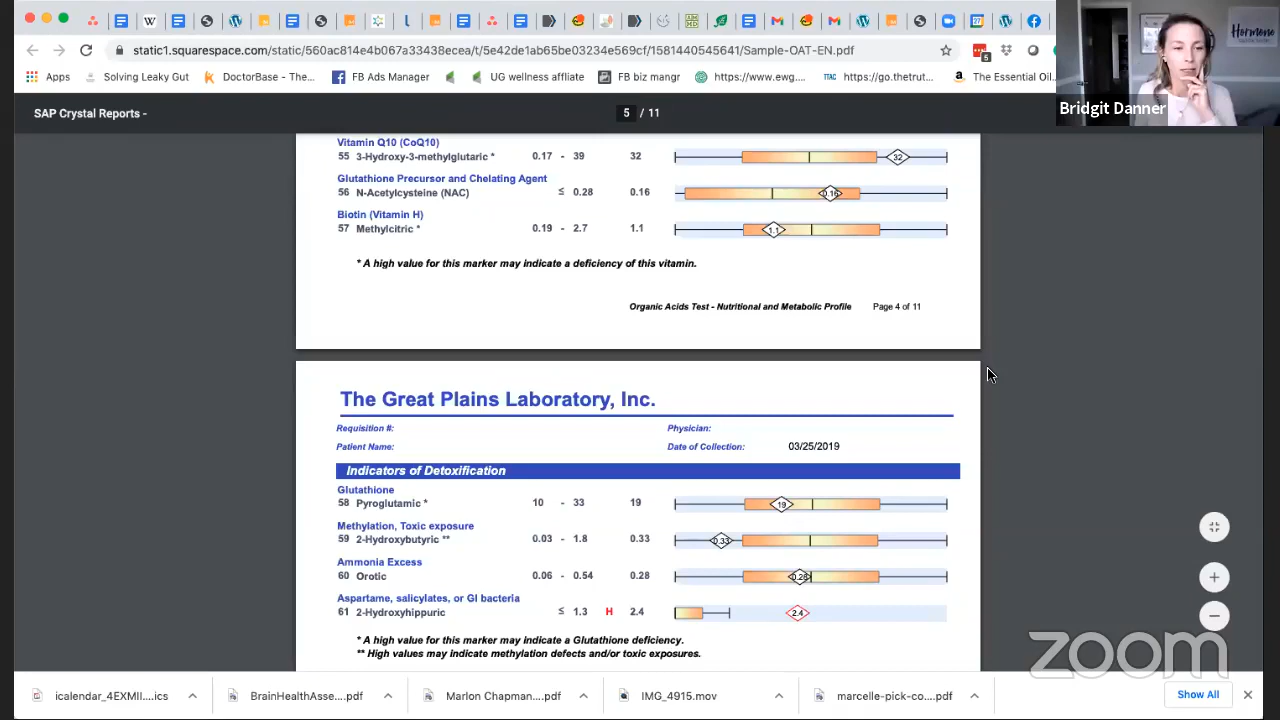 static1.squarespace.com/static/560ac814e4b067a33438ecea/t/5e42de1ab65b8e03234e569cf/1581440545641/Sample-OAT-EN.pdf
Apps Solving Leaky Gut DoctorBase - The... FB Ads Manager UG wellness affliate FB biz mangr https://www.ewg.... TTAC https://go.thetrut... The Essential Oil...
Hormone
Bridgit Danner
SAP Crystal Reports - 5 / 11
Vitamin Q10 (CoQ10)
55 3-Hydroxy-3-methylglutaric * 0.17 - 39 32 32
Glutathione Precursor and Chelating Agent
56 N-Acetylcysteine (NAC) ≤ 0.28 0.16 0.16
Biotin (Vitamin H)
57 Methylcitric * 0.19 - 2.7 1.1 1.1
* A high value for this marker may indicate a deficiency of this vitamin.
Organic Acids Test - Nutritional and Metabolic Profile Page 4 of 11
The Great Plains Laboratory, Inc.
Requisition #: Physician:
Patient Name: Date of Collection: 03/25/2019
Indicators of Detoxification
Glutathione
58 Pyroglutamic * 10 - 33 19 19
Methylation, Toxic exposure
59 2-Hydroxybutyric ** 0.03 - 1.8 0.33 0.33
Ammonia Excess
60 Orotic 0.06 - 0.54 0.28 0.28
Aspartame, salicylates, or GI bacteria
61 2-Hydroxyhippuric ≤ 1.3 H 2.4 2.4
* A high value for this marker may indicate a Glutathione deficiency.
** High values may indicate methylation defects and/or toxic exposures.
zoom
icalendar_4EXMII....ics BrainHealthAsse....pdf Marlon Chapman....pdf IMG_4915.mov marcelle-pick-co....pdf Show All